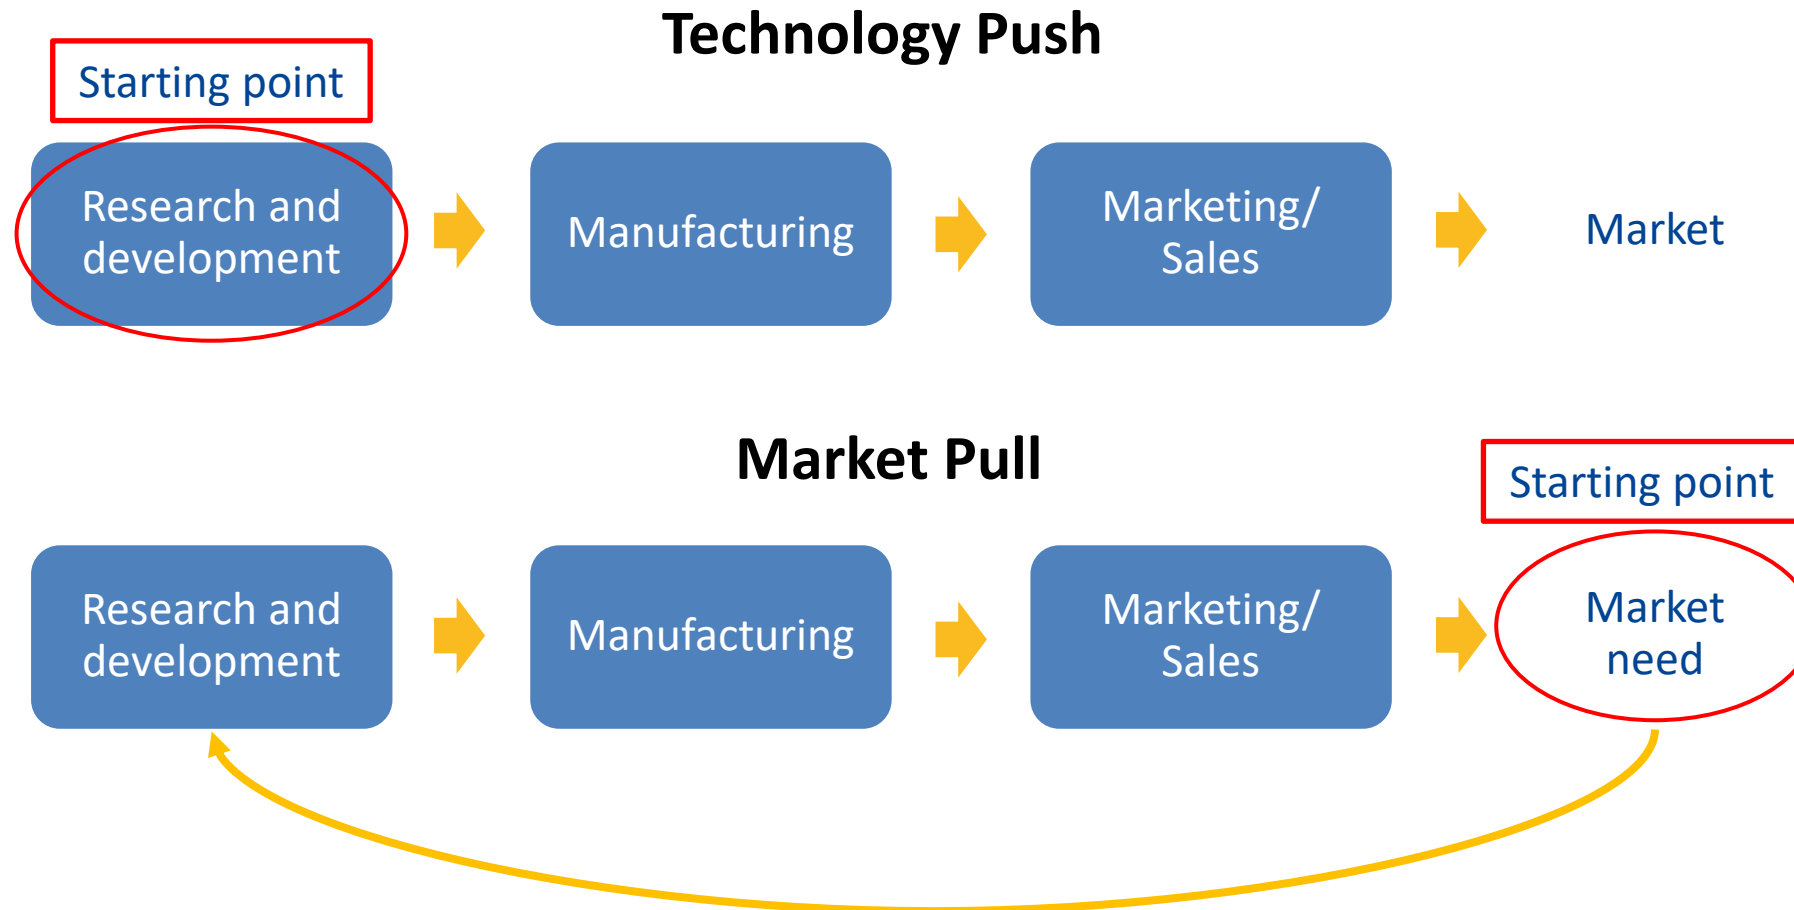 Technology Push
Starting point
Research and
development
Manufacturing
Marketing/
Sales
Market
Market Pull
Starting point
Research and
development
Manufacturing
Marketing/
Sales
Market
need